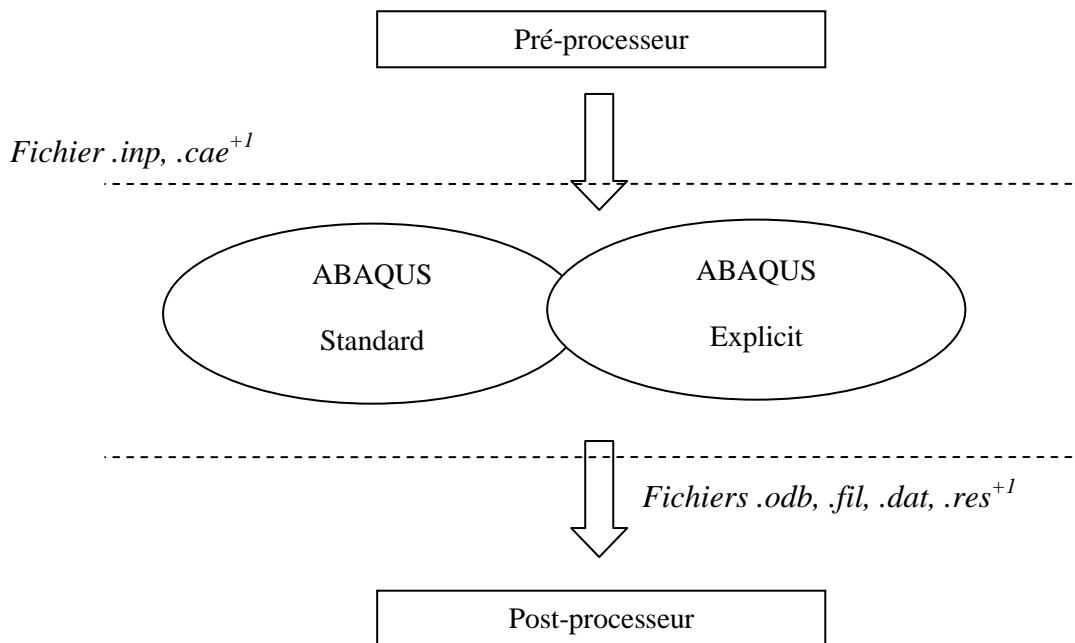 Pré-processeur
Fichier .inp, .cae+1
ABAQUS
Standard
ABAQUS
Explicit
Fichiers .odb, .fil, .dat, .res+1
Post-processeur